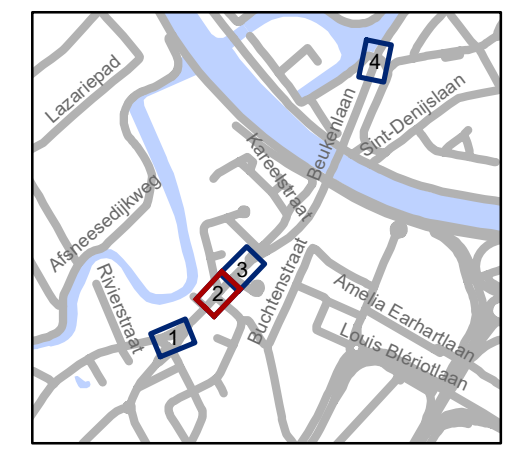 Lazariepad
4
Sint-Denijslaan
Beukenlaan
Kareelstraat
Afsneesedijkweg
Rivierstraat
3
2
Buchtenstraat
Amelia Earhartlaan
1
Louis Blériotlaan